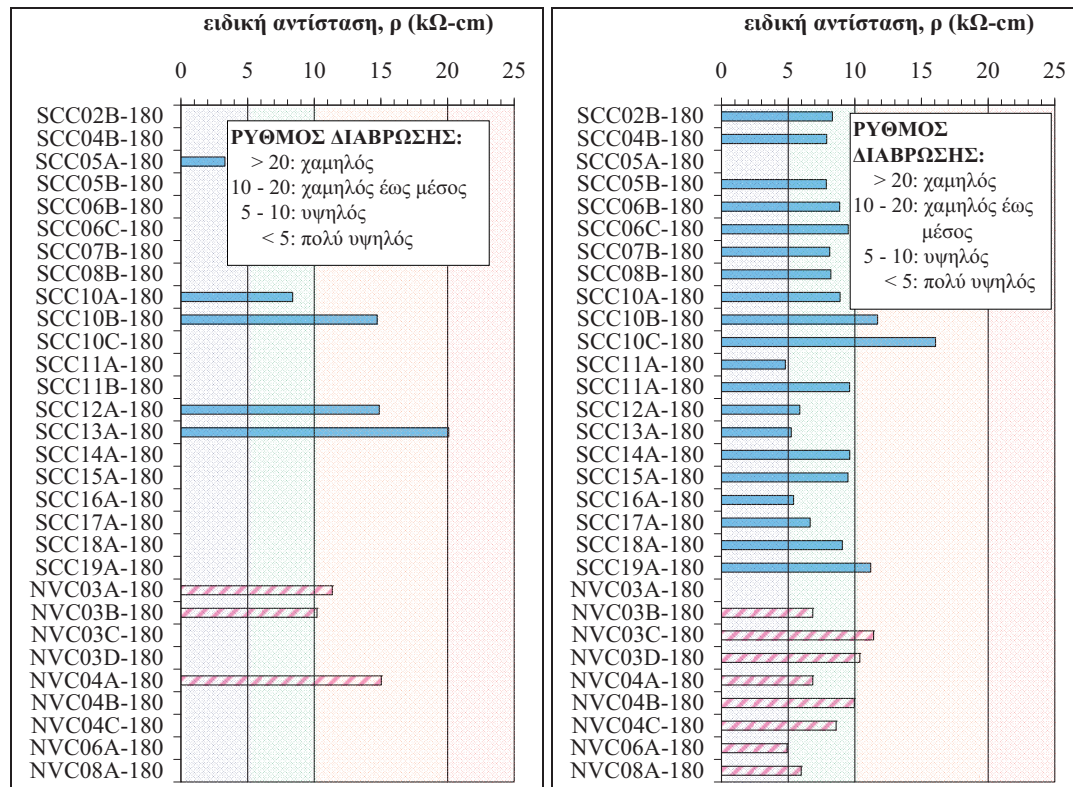 ειδική αντίσταση, ρ (kΩ-cm)
0 5 10 15 20 25
SCC02B-180
SCC04B-180
SCC05A-180
SCC05B-180
SCC06B-180
SCC06C-180
SCC07B-180
SCC08B-180
SCC10A-180
SCC10B-180
SCC10C-180
SCC11A-180
SCC11B-180
SCC12A-180
SCC13A-180
SCC14A-180
SCC15A-180
SCC16A-180
SCC17A-180
SCC18A-180
SCC19A-180
NVC03A-180
NVC03B-180
NVC03C-180
NVC03D-180
NVC04A-180
NVC04B-180
NVC04C-180
NVC06A-180
NVC08A-180
ΡΥΘΜΟΣ ΔΙΑΒΡΩΣΗΣ:
> 20: χαμηλός
10 - 20: χαμηλός έως μέσος
5 - 10: υψηλός
< 5: πολύ υψηλός
ειδική αντίσταση, ρ (kΩ-cm)
0 5 10 15 20 25
SCC02B-180
SCC04B-180
SCC05A-180
SCC05B-180
SCC06B-180
SCC06C-180
SCC07B-180
SCC08B-180
SCC10A-180
SCC10B-180
SCC10C-180
SCC11A-180
SCC11A-180
SCC12A-180
SCC13A-180
SCC14A-180
SCC15A-180
SCC16A-180
SCC17A-180
SCC18A-180
SCC19A-180
NVC03A-180
NVC03B-180
NVC03C-180
NVC03D-180
NVC04A-180
NVC04B-180
NVC04C-180
NVC06A-180
NVC08A-180
ΡΥΘΜΟΣ
ΔΙΑΒΡΩΣΗΣ:
> 20: χαμηλός
10 - 20: χαμηλός έως
μέσος
5 - 10: υψηλός
< 5: πολύ υψηλός